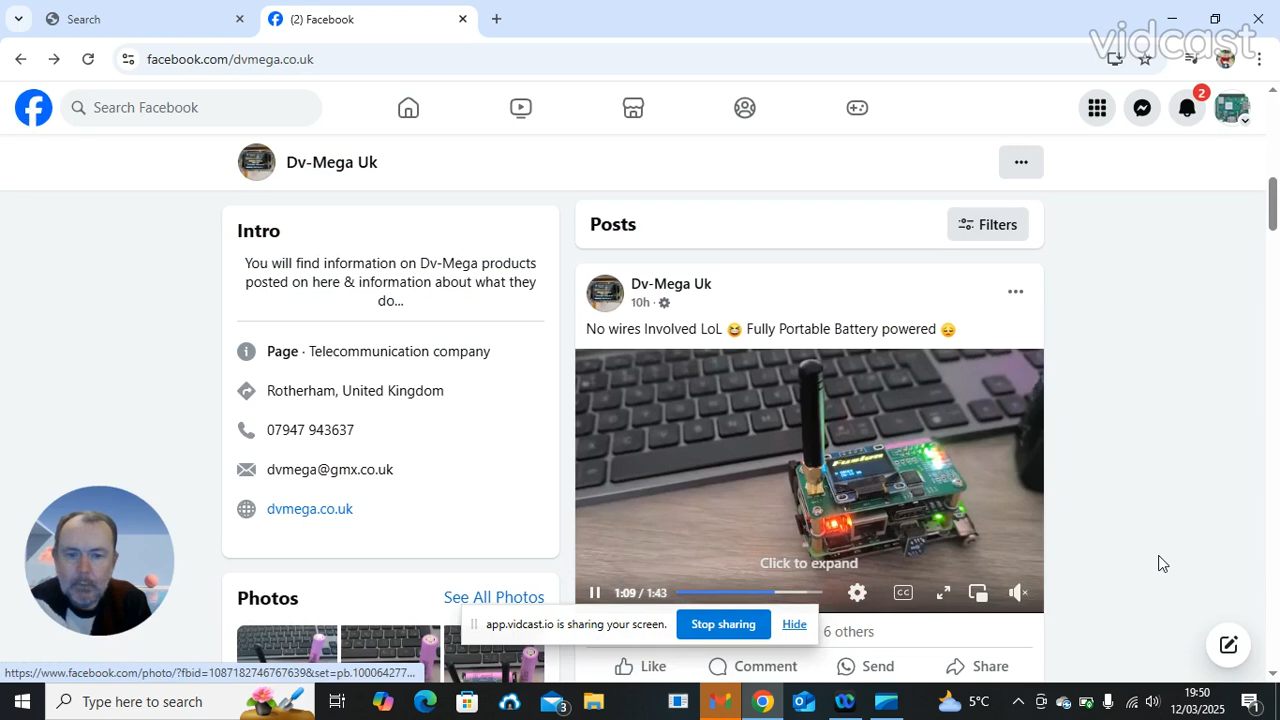 Search
(2) Facebook
vidcast
facebook.com/dvmega.co.uk
Search Facebook
2
Dv-Mega Uk
Intro
You will find information on Dv-Mega products
posted on here & information about what they
do...
Page · Telecommunication company
Rotherham, United Kingdom
07947 943637
dvmega@gmx.co.uk
dvmega.co.uk
Photos
See All Photos
Posts
Filters
Dv-Mega Uk
10h ·
No wires Involved LoL 😆 Fully Portable Battery powered 😔
Fusion
Click to expand
1:09 / 1:43
CC
6 others
Like
Comment
Send
Share
app.vidcast.io is sharing your screen.
Stop sharing
Hide
https://www.facebook.com/photo/?fbid=1087182746767639&set=pb.100064277...
Type here to search
3
5°C
19:50
12/03/2025
1